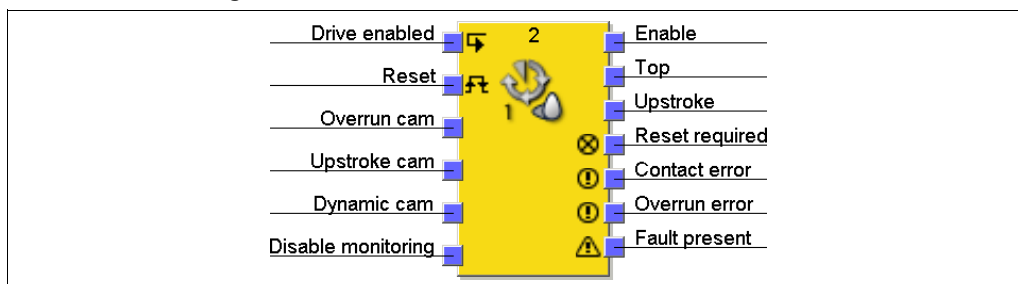 Drive enabled
2
Enable
Reset
Top
Overrun cam
1
Upstroke
Upstroke cam
Reset required
Dynamic cam
Contact error
Disable monitoring
Overrun error
Fault present